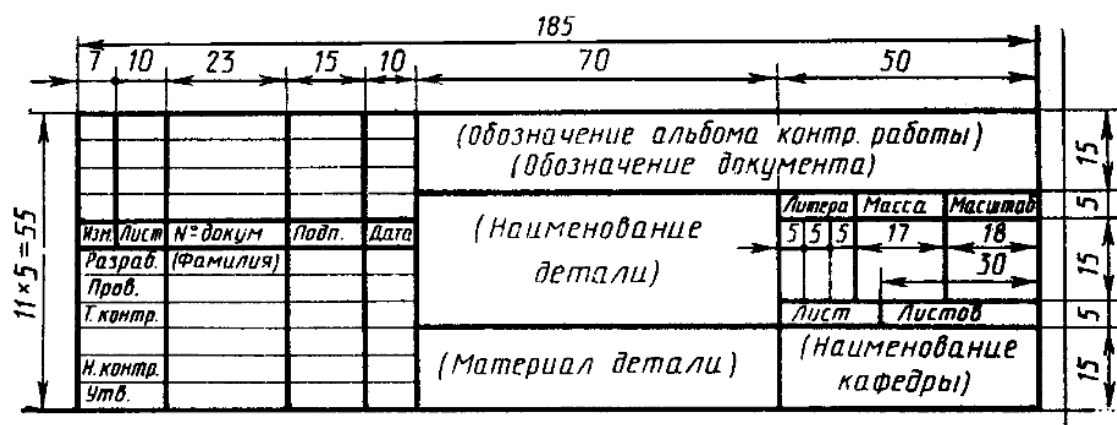 185
7 10 23 15 10 70 50
(Обозначение альбома контр. работы)
(Обозначение документа)
15
Литера Масса Масштаб
5
Изм. Лист № докум Подп. Дата
(Наименование
детали)
5 5 5 17 18
30
15
11×5=55
Разраб. (Фамилия)
Пров.
Т. контр.
Лист Листов
5
Н. контр.
Утв.
(Материал детали)
(Наименование
кафедры)
15